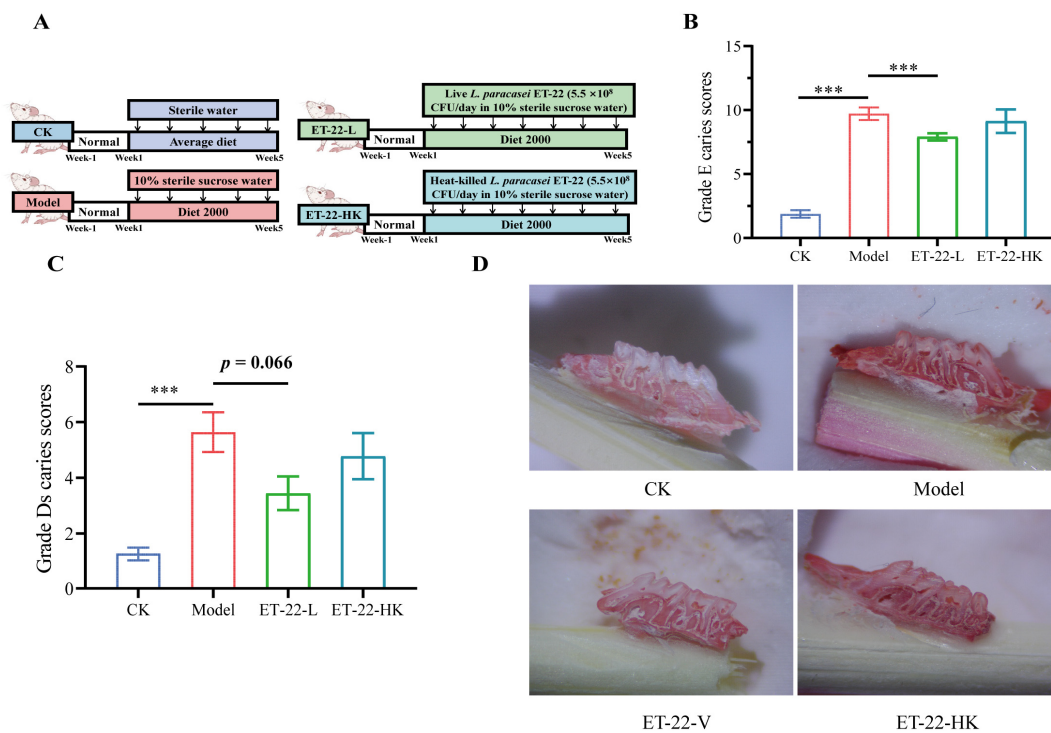 A
Sterile water
CK
Normal
Average diet
Week-1
Week1
Week5
10% sterile sucrose water
Model
Normal
Diet 2000
Week-1
Week1
Week5
Live L. paracasei ET-22 (5.5 ×10⁸
CFU/day in 10% sterile sucrose water)
ET-22-L
Normal
Diet 2000
Week-1
Week1
Week5
Heat-killed L. paracasei ET-22 (5.5×10⁸
CFU/day in 10% sterile sucrose water)
ET-22-HK
Normal
Diet 2000
Week-1
Week1
Week5
B
Grade E caries scores
15
10
5
0
***
***
CK
Model
ET-22-L
ET-22-HK
C
Grade Ds caries scores
8
6
4
2
0
***
p = 0.066
CK
Model
ET-22-L
ET-22-HK
D
CK
Model
ET-22-V
ET-22-HK